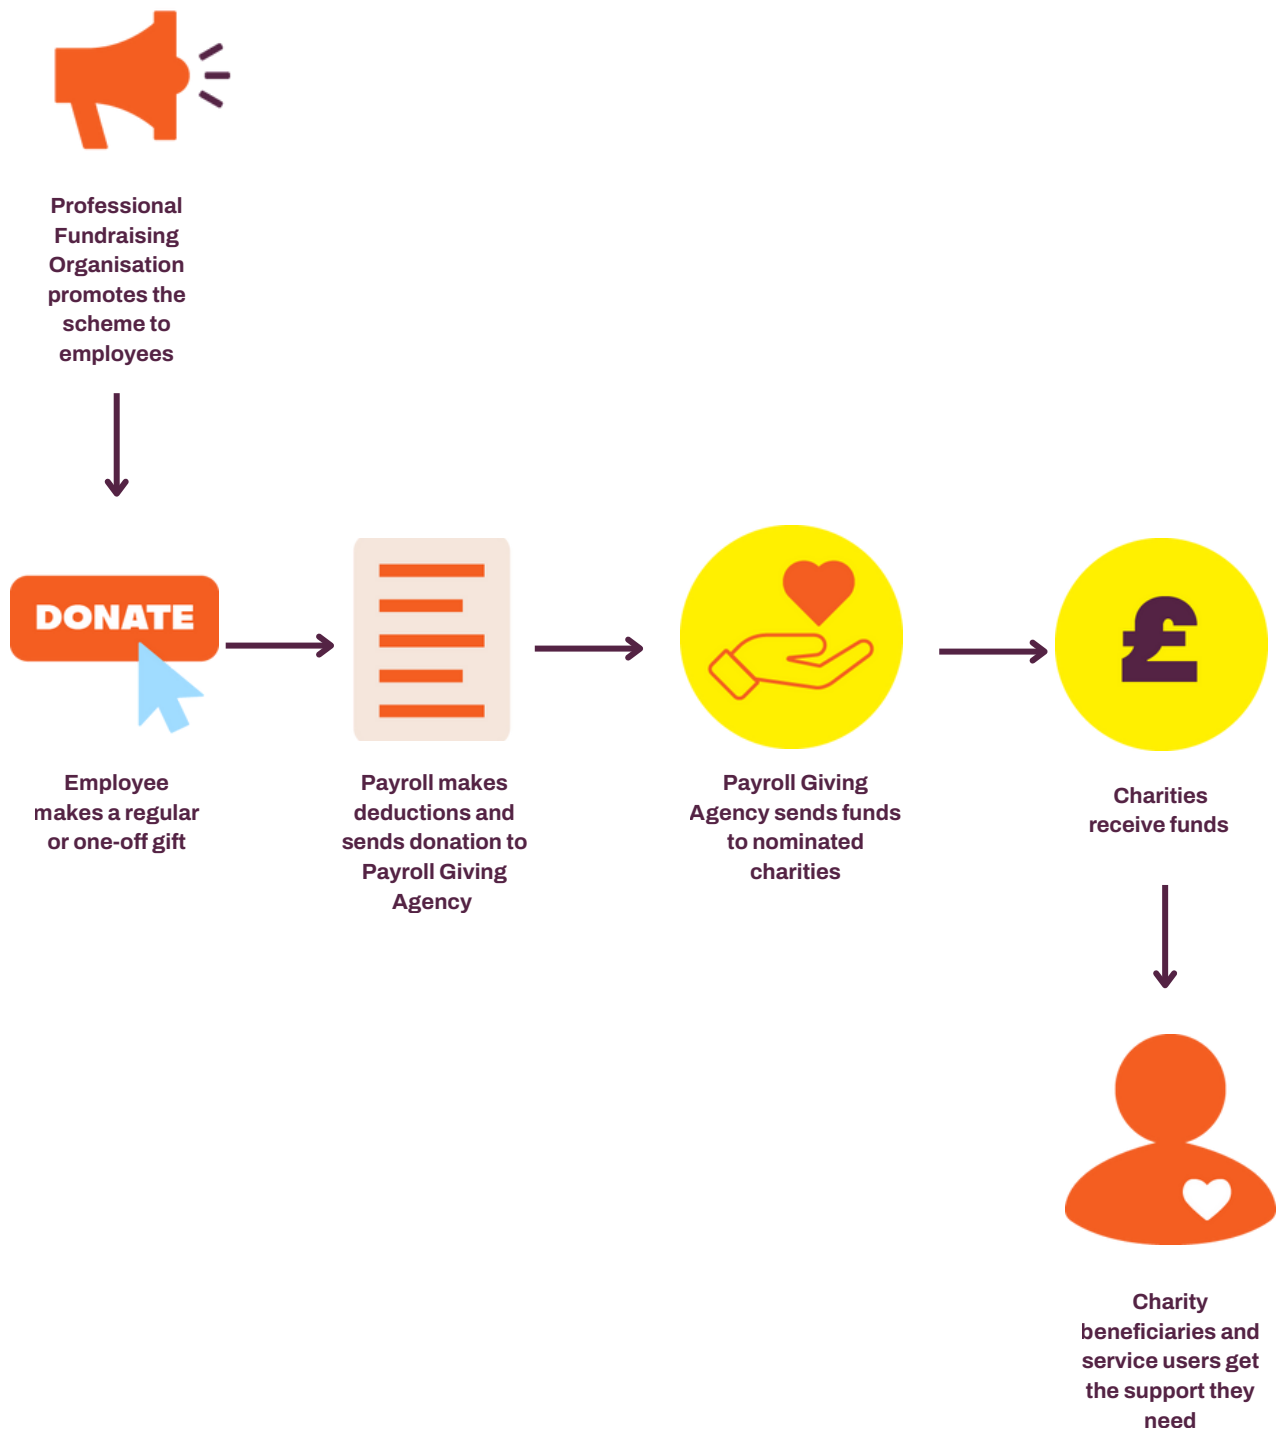 Professional
Fundraising
Organisation
promotes the
scheme to
employees
DONATE
Employee
makes a regular
or one-off gift
Payroll makes
deductions and
sends donation to
Payroll Giving
Agency
Payroll Giving
Agency sends funds
to nominated
charities
£
Charities
receive funds
Charity
beneficiaries and
service users get
the support they
need